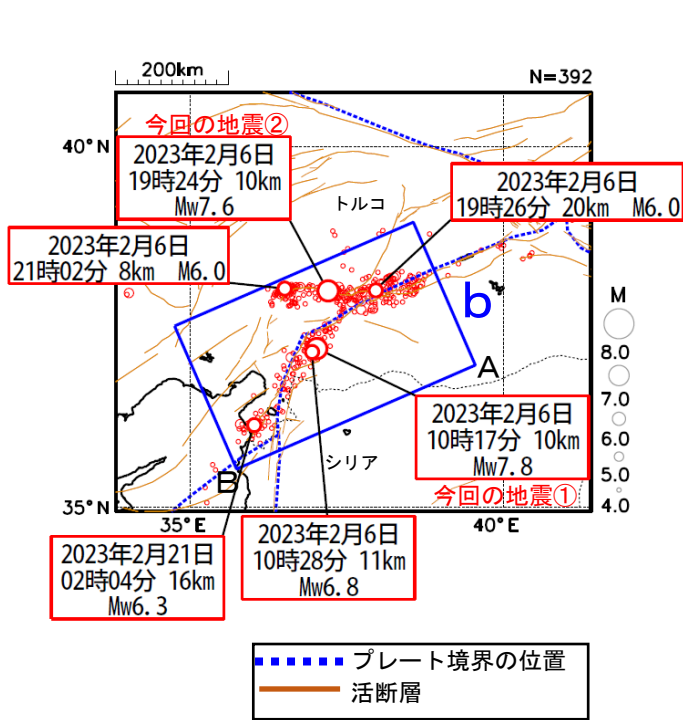 200km
N=392
今回の地震②
40°N
2023年2月6日
19時24分 10km
Mw7.6
トルコ
2023年2月6日
19時26分 20km M6.0
2023年2月6日
21時02分 8km M6.0
b
M
8.0
7.0
6.0
5.0
4.0
A
2023年2月6日
10時17分 10km
Mw7.8
今回の地震①
シリア
B
35°N
35°E
40°E
2023年2月6日
10時28分 11km
Mw6.8
2023年2月21日
02時04分 16km
Mw6.3
プレート境界の位置
活断層